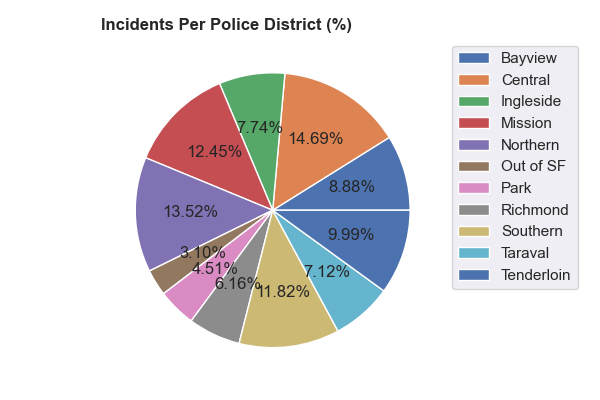 Incidents Per Police District (%)
Bayview
Central
Ingleside
Mission
Northern
Out of SF
Park
Richmond
Southern
Taraval
Tenderloin
8.88%
14.69%
7.74%
12.45%
13.52%
3.10%
4.51%
6.16%
11.82%
7.12%
9.99%